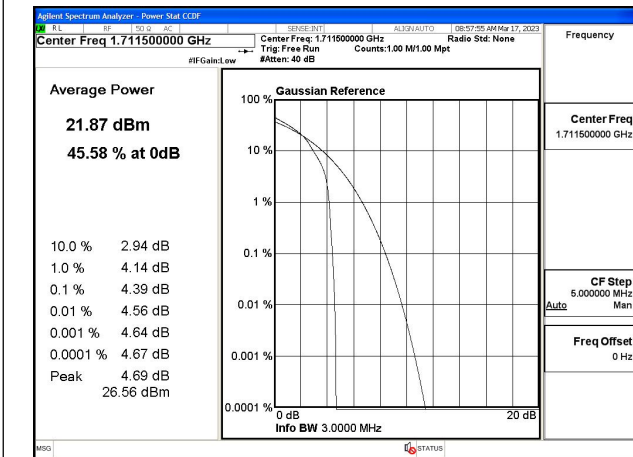 Agilent Spectrum Analyzer - Power Stat CCDF
RL RF 50 Ω AC SENSE:INT ALIGNAUTO 08:57:55 AM Mar 17, 2023
Center Freq 1.711500000 GHz
Center Freq: 1.711500000 GHz Radio Std: None
Trig: Free Run Counts:1.00 M/1.00 Mpt
#IFGain:Low #Atten: 40 dB
Frequency
Average Power
21.87 dBm
45.58 % at 0dB
10.0 % 2.94 dB
1.0 % 4.14 dB
0.1 % 4.39 dB
0.01 % 4.56 dB
0.001 % 4.64 dB
0.0001 % 4.67 dB
Peak 4.69 dB
26.56 dBm
Gaussian Reference
100 %
10 %
1 %
0.1 %
0.01 %
0.001 %
0.0001 %
0 dB 20 dB
Info BW 3.0000 MHz
Center Freq
1.711500000 GHz
CF Step
5.000000 MHz
Auto Man
Freq Offset
0 Hz
MSG STATUS